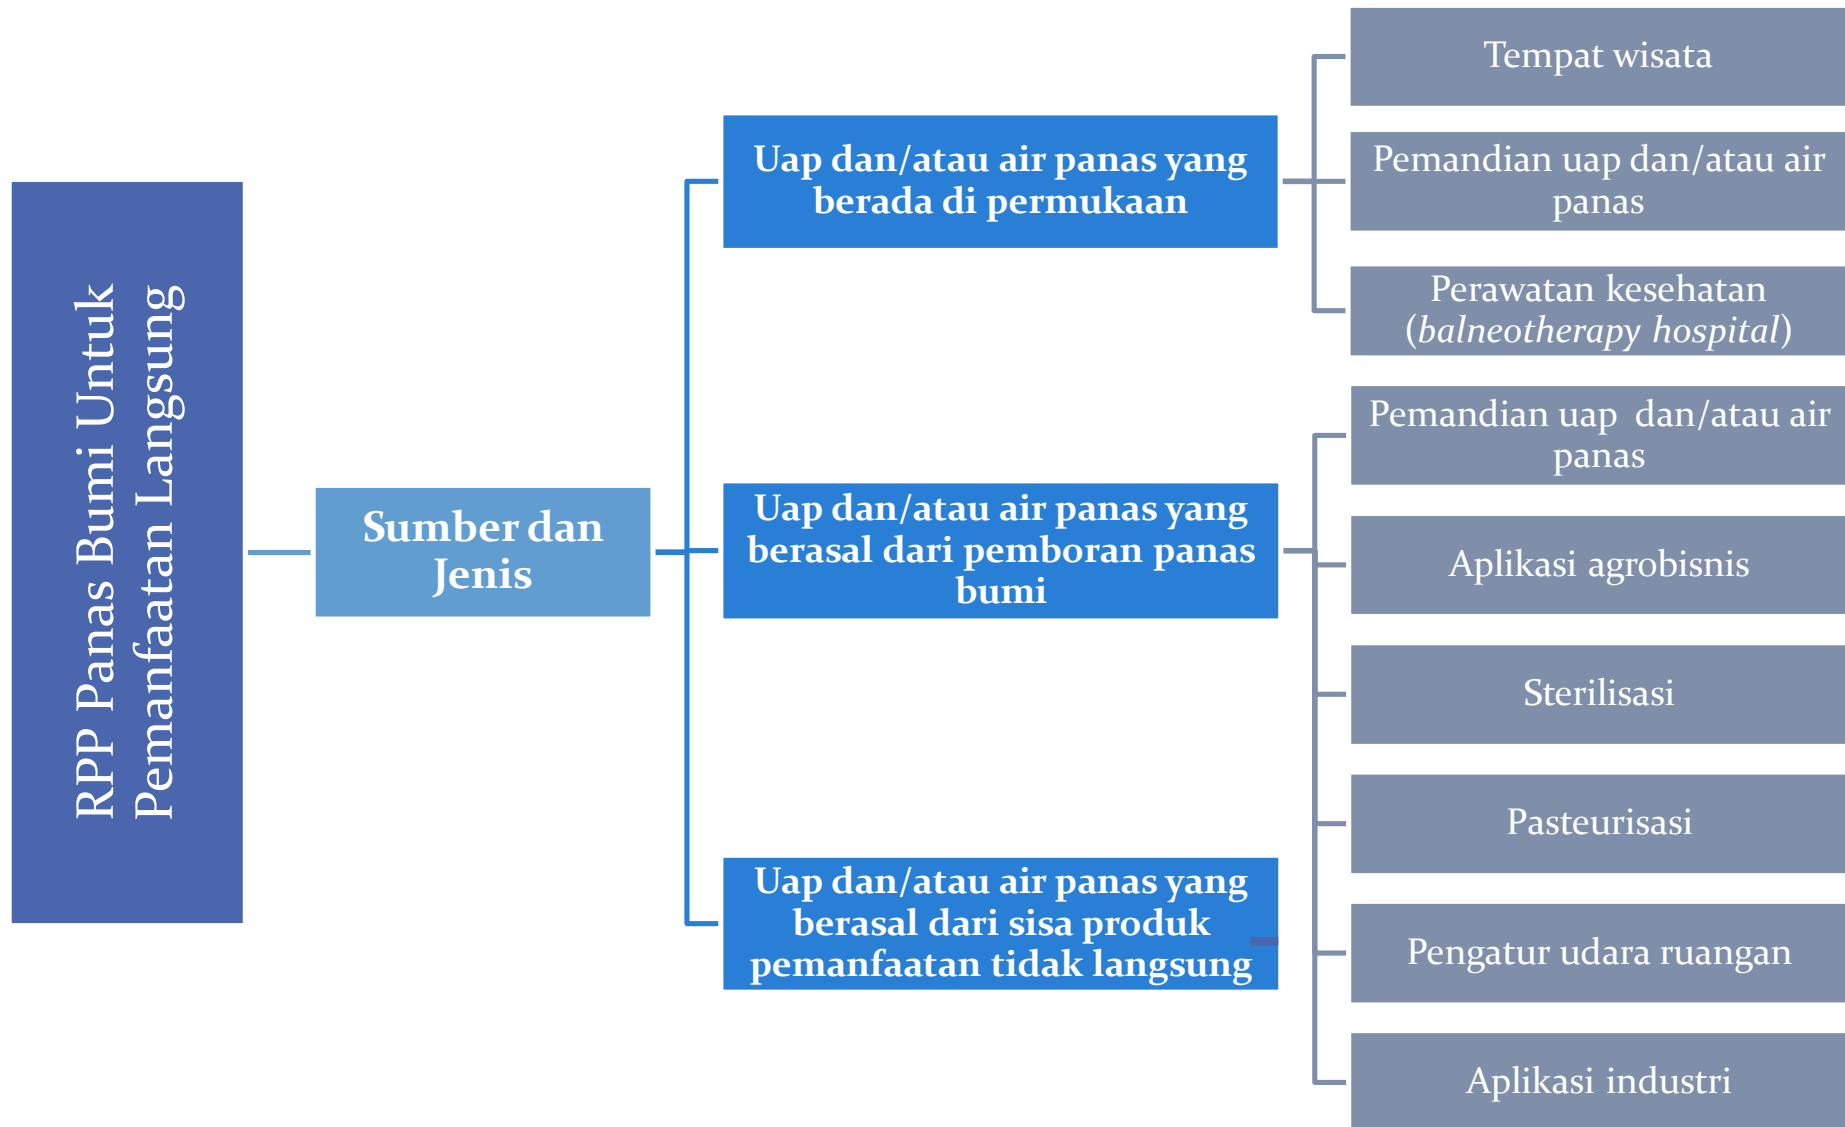 RPP Panas Bumi Untuk
Pemanfaatan Langsung
Sumber dan
Jenis
Uap dan/atau air panas yang
berada di permukaan
Tempat wisata
Pemandian uap dan/atau air
panas
Perawatan kesehatan
(balneotherapy hospital)
Uap dan/atau air panas yang
berasal dari pemboran panas
bumi
Pemandian uap  dan/atau air
panas
Aplikasi agrobisnis
Sterilisasi
Pasteurisasi
Pengatur udara ruangan
Aplikasi industri
Uap dan/atau air panas yang
berasal dari sisa produk
pemanfaatan tidak langsung